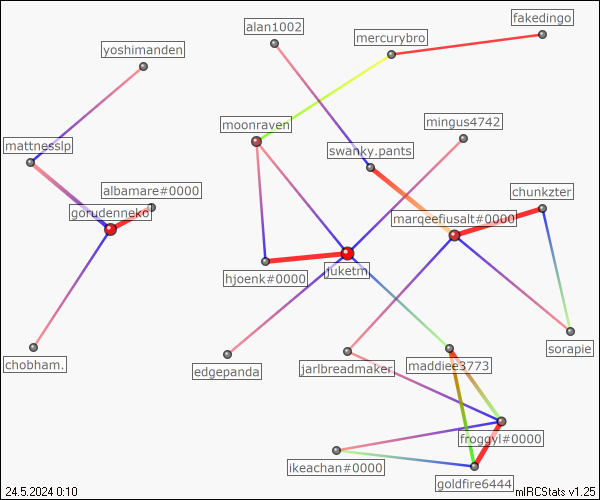 fakedingo
alan1002
mercurybro
yoshimanden
moonraven
mingus4742
mattnesslp
swanky.pants
albamare#0000
chunkzter
gorudenneko
marqeefiusalt#0000
juketm
hjoenk#0000
sorapie
chobham.
edgepanda
jarlbreadmaker
maddiee3773
froggyl#0000
ikeachan#0000
goldfire6444
24.5.2024 0:10
mIRCStats v1.25